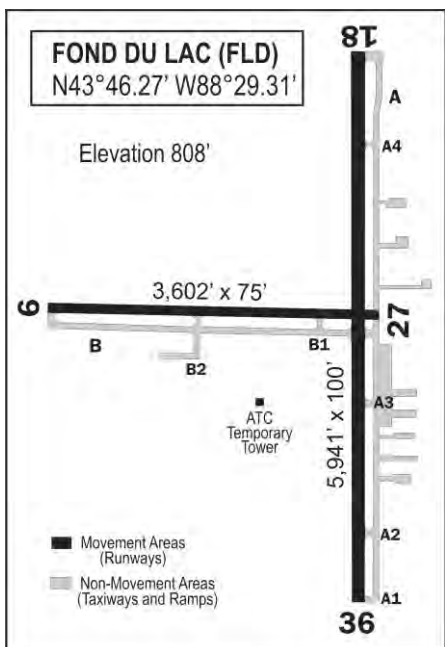 FOND DU LAC (FLD)
N43°46.27’ W88°29.31’
18
A
Elevation 808’
A4
3,602’ x 75’
9
27
B
B1
B2
ATC
Temporary
Tower
5,941’ x 100’
A3
Movement Areas
(Runways)
A2
Non-Movement Areas
(Taxiways and Ramps)
A1
36